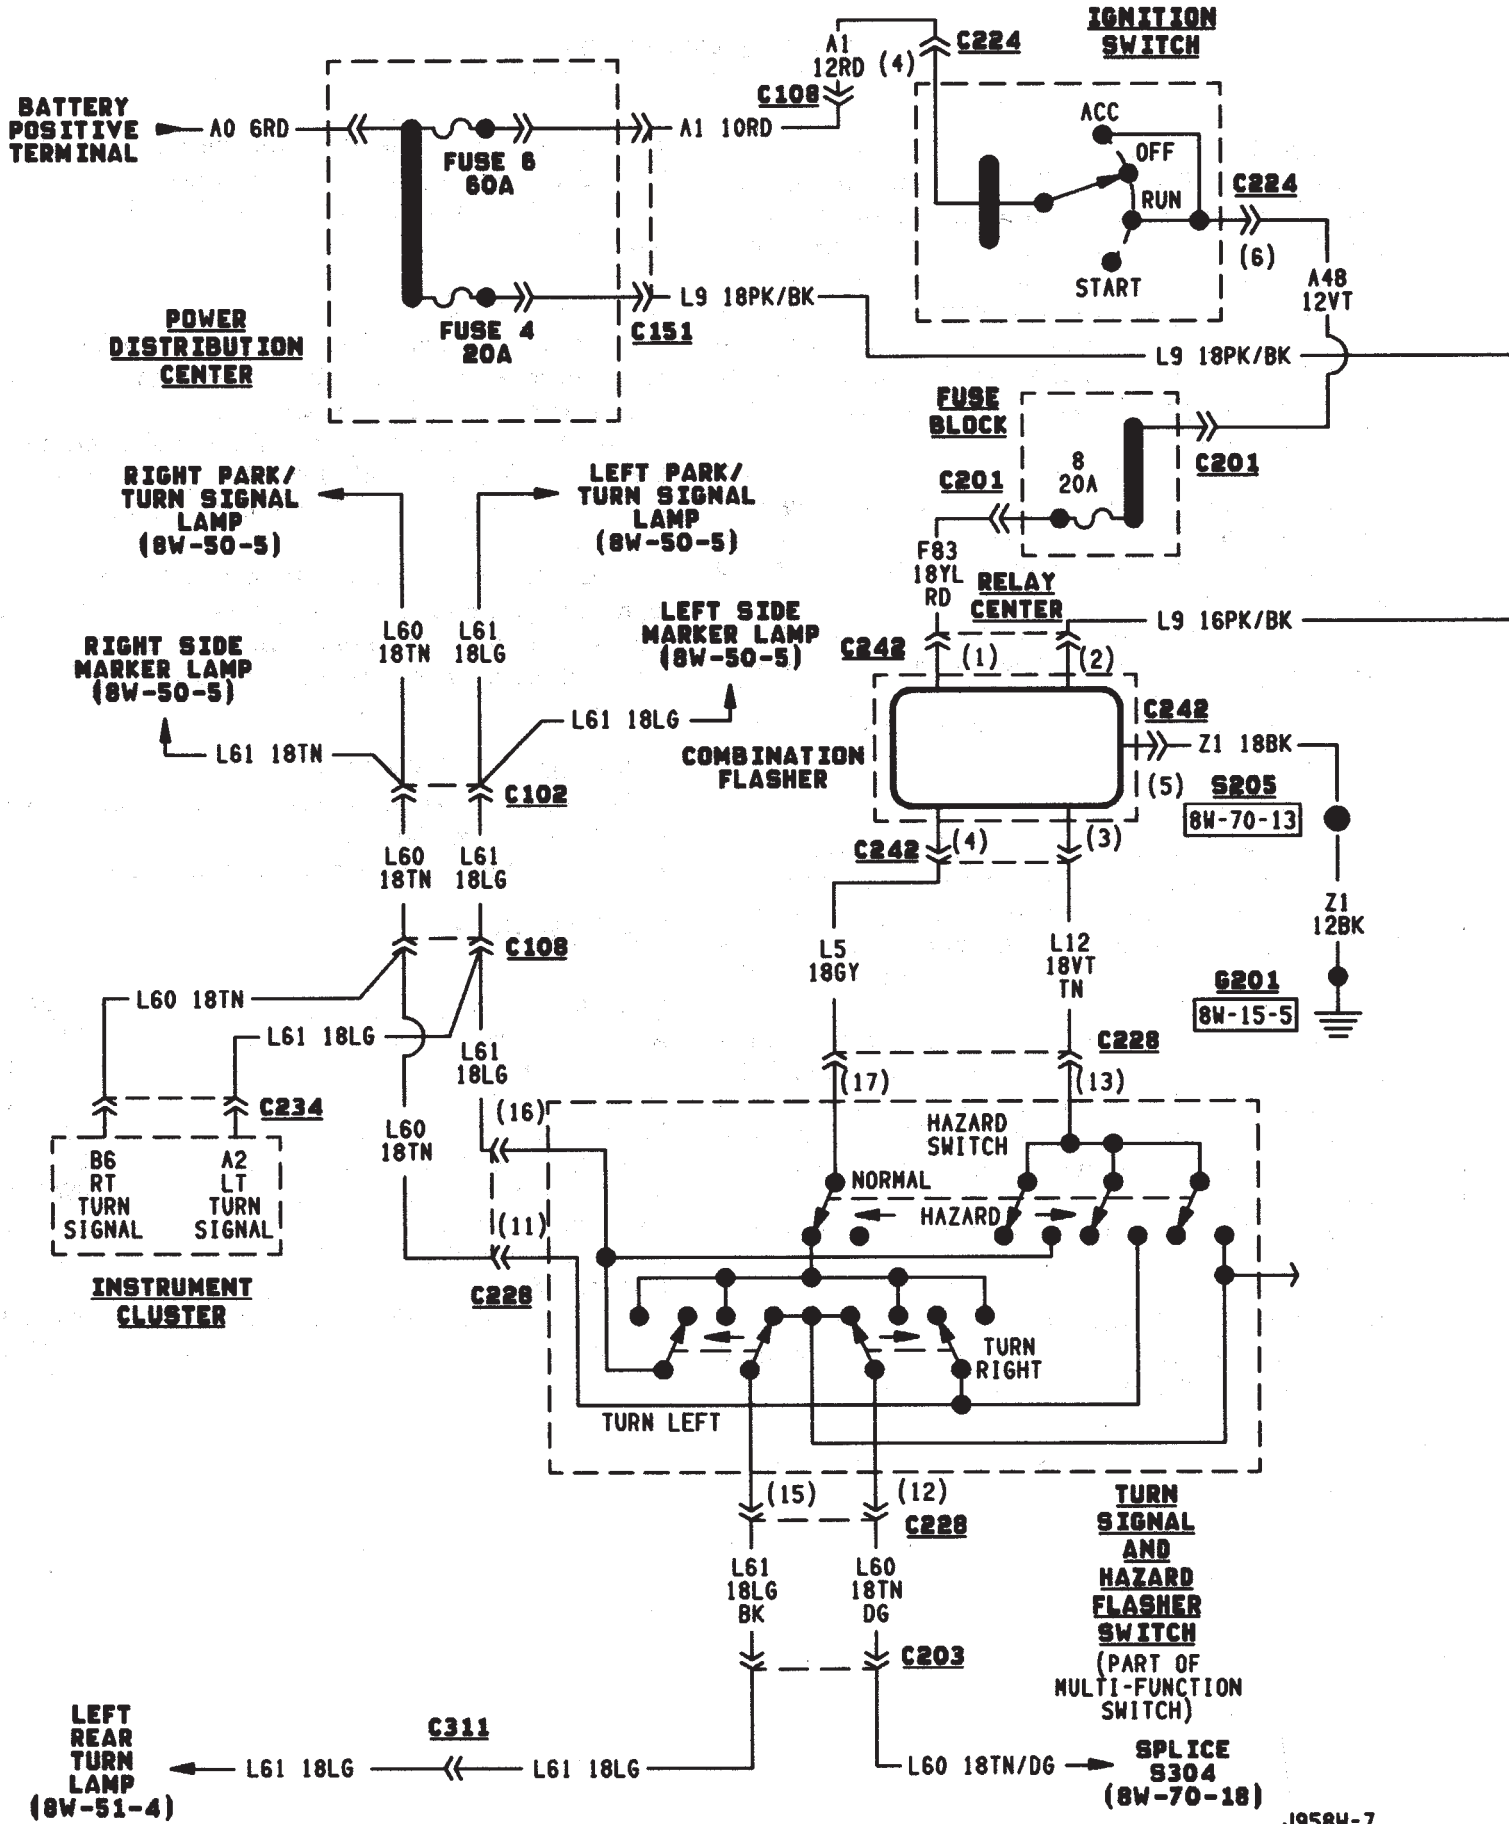 IGNITION
SWITCH
A1
12RD
(4)
C224
C108
BATTERY
POSITIVE
TERMINAL
A0 6RD
FUSE 6
60A
A1 10RD
ACC
OFF
RUN
START
C224
(6)
A48
12VT
POWER
DISTRIBUTION
CENTER
FUSE 4
20A
L9 18PK/BK
C151
L9 18PK/BK
FUSE
BLOCK
8
20A
C201
C201
F83
18YL
RD
RELAY
CENTER
RIGHT PARK/
TURN SIGNAL
LAMP
(8W-50-5)
LEFT PARK/
TURN SIGNAL
LAMP
(8W-50-5)
L60
18TN
L61
18LG
LEFT SIDE
MARKER LAMP
(8W-50-5)
RIGHT SIDE
MARKER LAMP
(8W-50-5)
L61 18TN
L61 18LG
C102
C242
(1)
(2)
L9 16PK/BK
COMBINATION
FLASHER
C242
Z1 18BK
(5)
S205
8W-70-13
C242
(4)
(3)
L60
18TN
L61
18LG
C108
Z1
12BK
G201
8W-15-5
L5
18GY
L12
18VT
TN
L60 18TN
L61 18LG
L61
18LG
C234
B6
RT
TURN
SIGNAL
A2
LT
TURN
SIGNAL
INSTRUMENT
CLUSTER
L60
18TN
(16)
(11)
C228
C228
(17)
(13)
HAZARD
SWITCH
NORMAL
HAZARD
TURN
RIGHT
TURN LEFT
(15)
(12)
C228
L61
18LG
BK
L60
18TN
DG
C203
TURN
SIGNAL
AND
HAZARD
FLASHER
SWITCH
(PART OF
MULTI-FUNCTION
SWITCH)
LEFT
REAR
TURN
LAMP
(8W-51-4)
L61 18LG
C311
L61 18LG
L60 18TN/DG
SPLICE
S304
(8W-70-18)
J958W-7